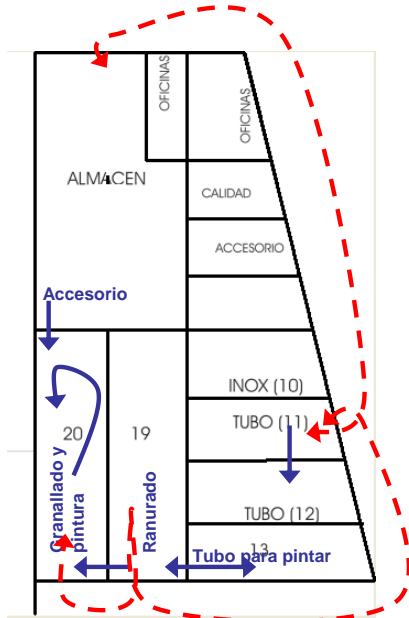 OFICINAS
OFICINAS
ALMACEN
CALIDAD
ACCESORIO
Accesorio
INOX (10)
TUBO (11)
20
19
Granallado y
pintura
Ranurado
TUBO (12)
13
Tubo para pintar